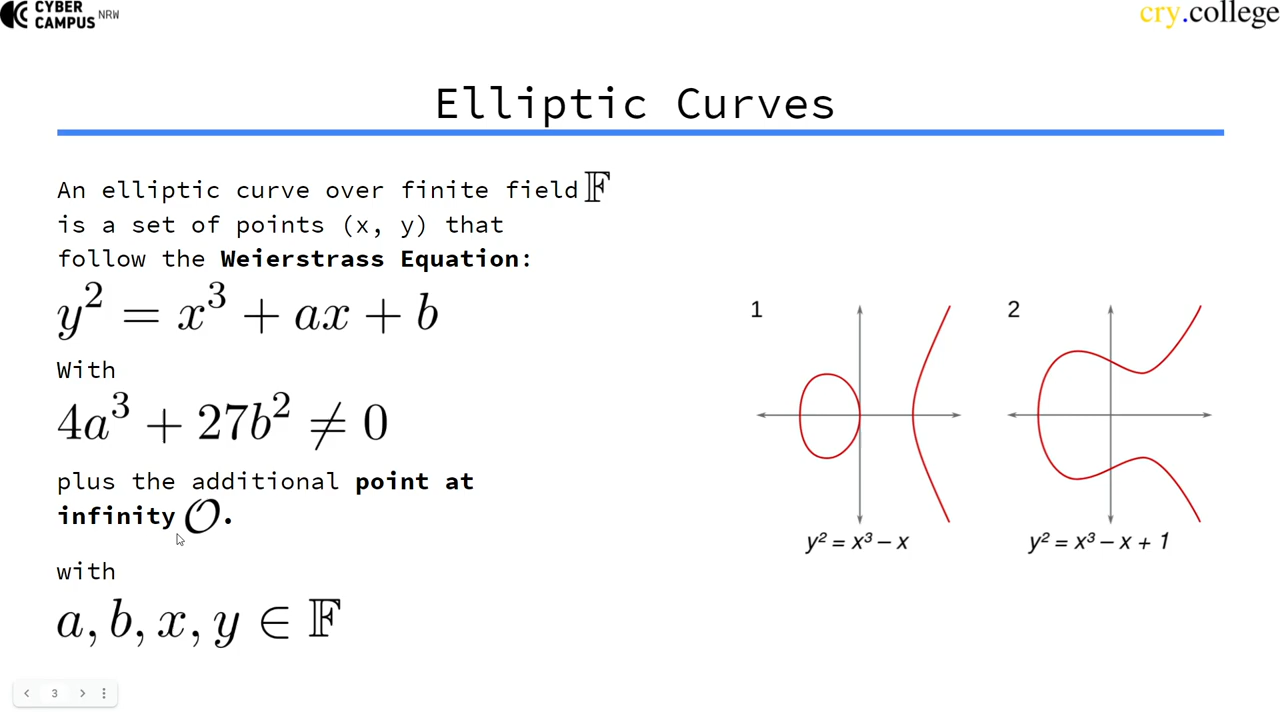 CYBER
CAMPUS NRW
cry.college
Elliptic Curves
An elliptic curve over finite field 𝔽
is a set of points (x, y) that
follow the Weierstrass Equation:
y² = x³ + ax + b
With
4a³ + 27b² ≠ 0
plus the additional point at
infinity 𝒪.
with
a, b, x, y ∈ 𝔽
1
2
y² = x³ – x
y² = x³ – x + 1
3